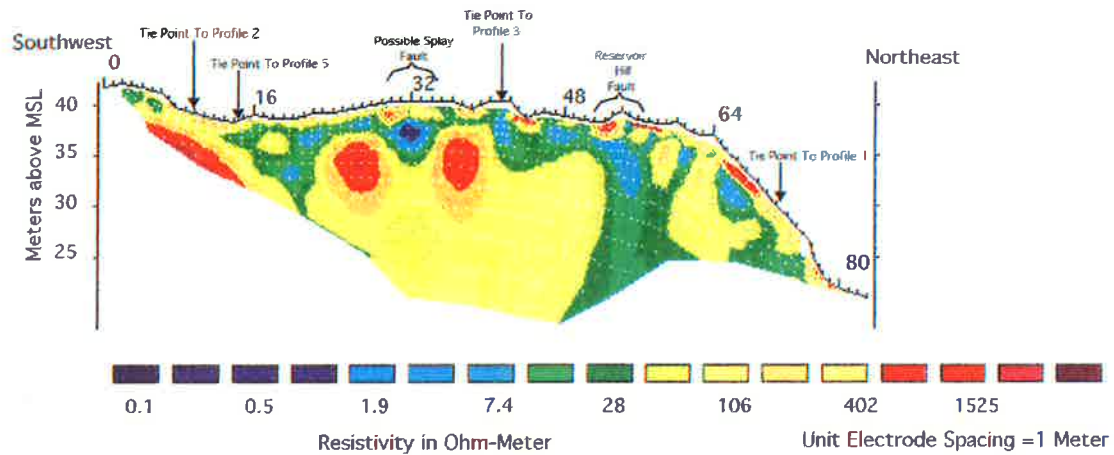 Southwest
Tie Point To Profile 2
Tie Point To Profile 5
Possible Splay
Fault
Tie Point To
Profile 3
Reservoir
Hill
Fault
Northeast
0
16
32
48
64
Tie Point To Profile 1
80
Meters above MSL
40
35
30
25
0.1 0.5 1.9 7.4 28 106 402 1525
Resistivity in Ohm-Meter
Unit Electrode Spacing =1 Meter